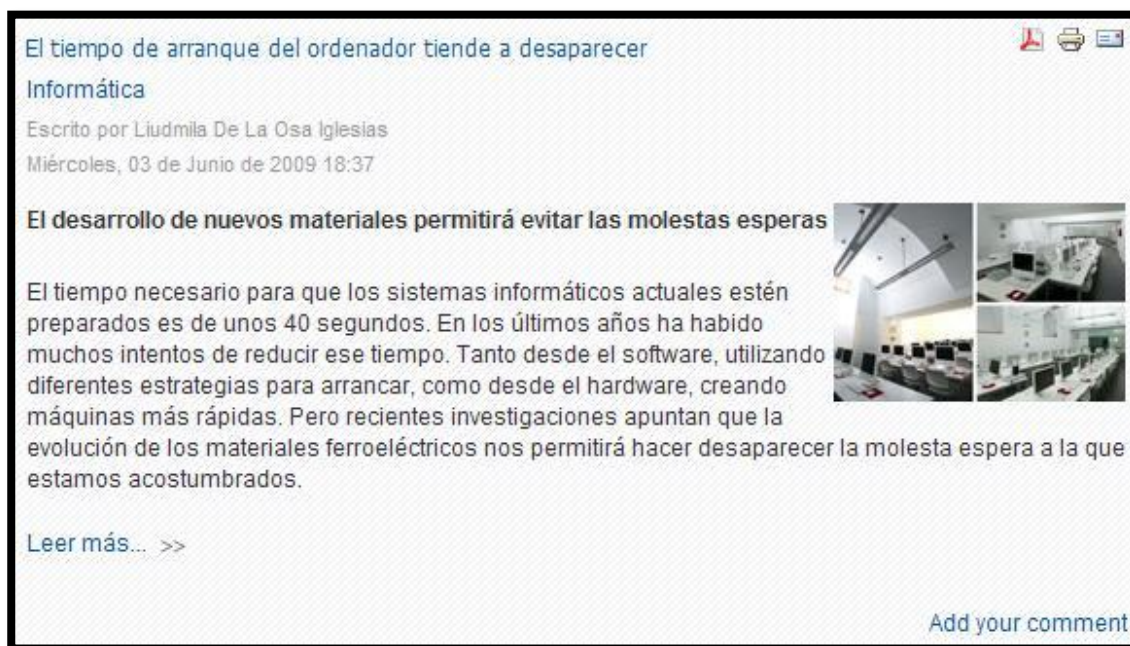 El tiempo de arranque del ordenador tiende a desaparecer
Informática
Escrito por Liudmila De La Osa Iglesias
Miércoles, 03 de Junio de 2009 18:37
El desarrollo de nuevos materiales permitirá evitar las molestas esperas
El tiempo necesario para que los sistemas informáticos actuales estén
preparados es de unos 40 segundos. En los últimos años ha habido
muchos intentos de reducir ese tiempo. Tanto desde el software, utilizando
diferentes estrategias para arrancar, como desde el hardware, creando
máquinas más rápidas. Pero recientes investigaciones apuntan que la
evolución de los materiales ferroeléctricos nos permitirá hacer desaparecer la molesta espera a la que
estamos acostumbrados.
Leer más... >>
Add your comment